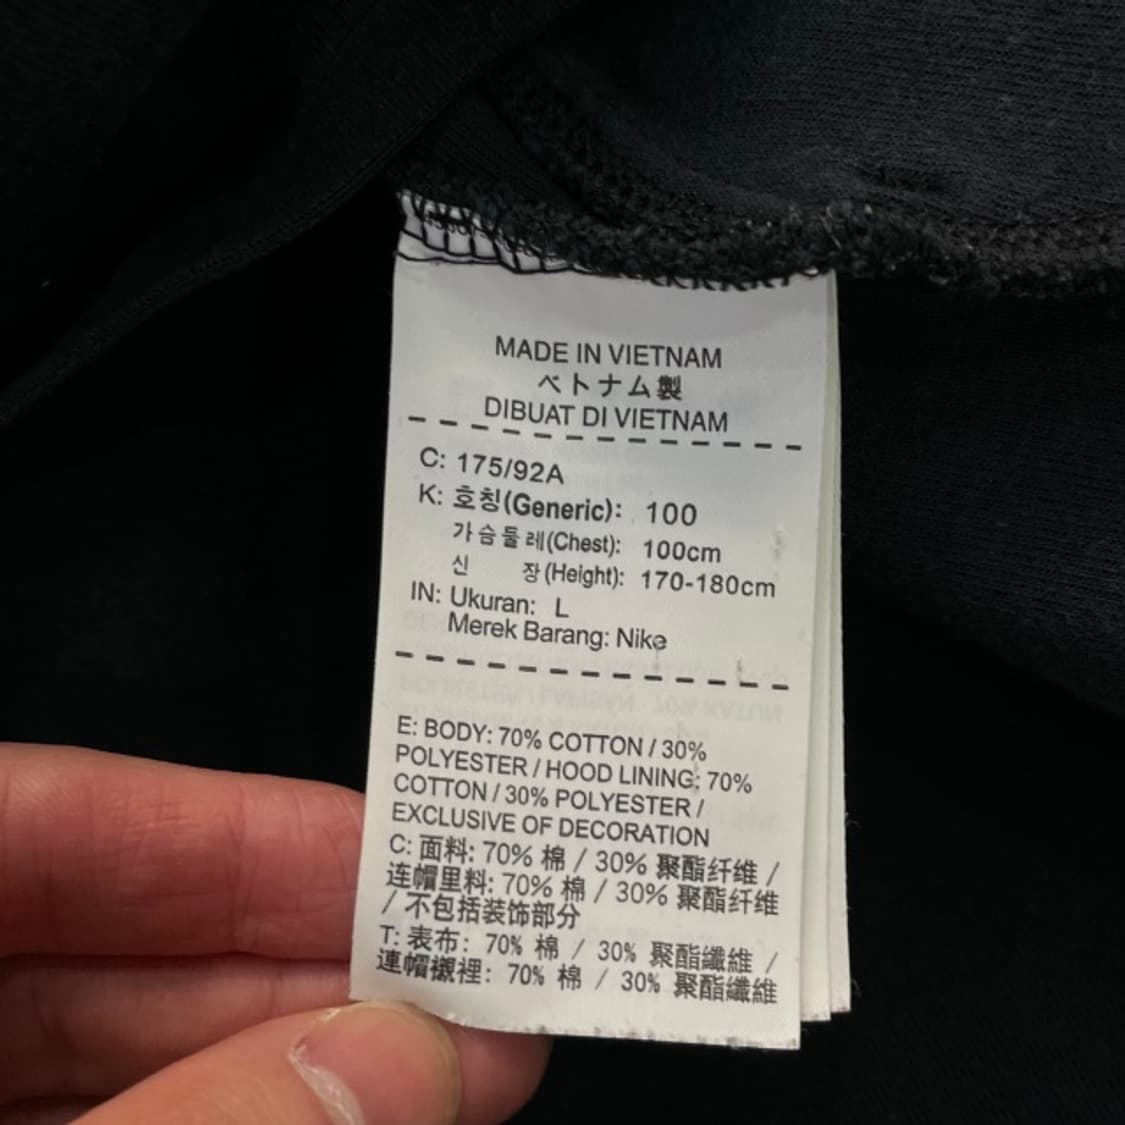 MADE IN VIETNAM
ベトナム製
DIBUAT DI VIETNAM
C: 175/92A
K: 호칭(Generic): 100
가슴둘레(Chest): 100cm
신 장(Height): 170-180cm
IN: Ukuran: L
Merek Barang: Nike
E: BODY: 70% COTTON / 30%
POLYESTER / HOOD LINING: 70%
COTTON / 30% POLYESTER /
EXCLUSIVE OF DECORATION
C: 面料: 70% 棉 / 30% 聚酯纤维 /
连帽里料: 70% 棉 / 30% 聚酯纤维
/ 不包括装饰部分
T: 表布: 70% 棉 / 30% 聚酯纖維 /
連帽襯裡: 70% 棉 / 30% 聚酯纖維